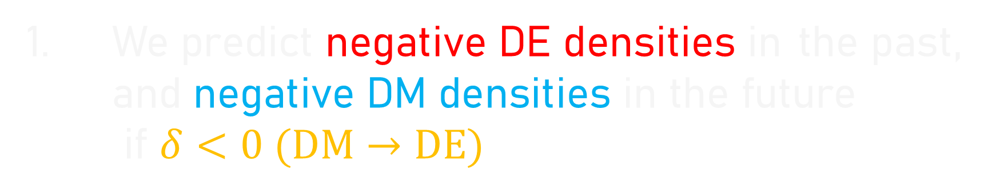 1. We predict negative DE densities in the past,
and negative DM densities in the future
if δ < 0 (DM → DE)